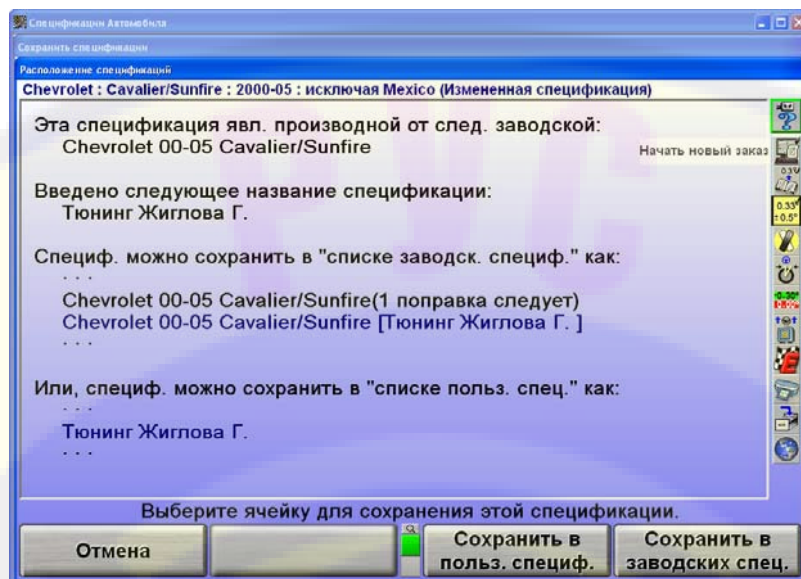 Спецификации Автомобиля
Сохранить спецификации
Расположение спецификаций
Chevrolet : Cavalier/Sunfire : 2000-05 : исключая Mexico (Измененная спецификация)
Эта спецификация явл. производной от след. заводской:
Chevrolet 00-05 Cavalier/Sunfire
Начать новый заказ
Введено следующее название спецификации:
Тюнинг Жиглова Г.
Специф. можно сохранить в "списке заводск. специф." как:
. . .
Chevrolet 00-05 Cavalier/Sunfire(1 поправка следует)
Chevrolet 00-05 Cavalier/Sunfire [Тюнинг Жиглова Г. ]
. . .
Или, специф. можно сохранить в "списке польз. спец." как:
. . .
Тюнинг Жиглова Г.
. . .
Выберите ячейку для сохранения этой спецификации.
Отмена
Сохранить в польз. специф.
Сохранить в заводских спец.
РУС